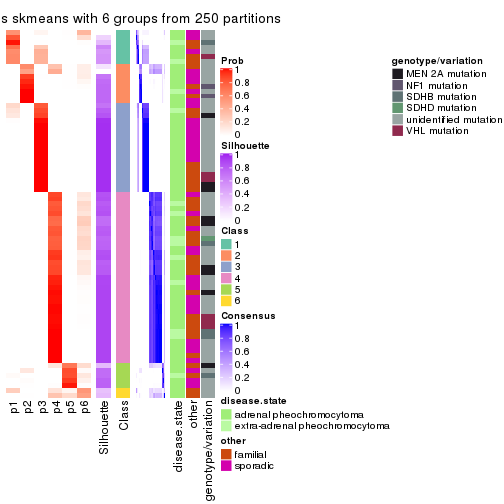 s skmeans with 6 groups from 250 partitions
Prob
1
0.8
0.6
0.4
0.2
0
Silhouette
1
0.8
0.6
0.4
0.2
0
Class
1
2
3
4
5
6
Consensus
1
0.8
0.6
0.4
0.2
0
disease.state
adrenal pheochromocytoma
extra-adrenal pheochromocytoma
other
familial
sporadic
genotype/variation
MEN 2A mutation
NF1 mutation
SDHB mutation
SDHD mutation
unidentified mutation
VHL mutation
p1
p2
p3
p4
p5
p6
Silhouette
Class
disease.state
other
genotype/variation